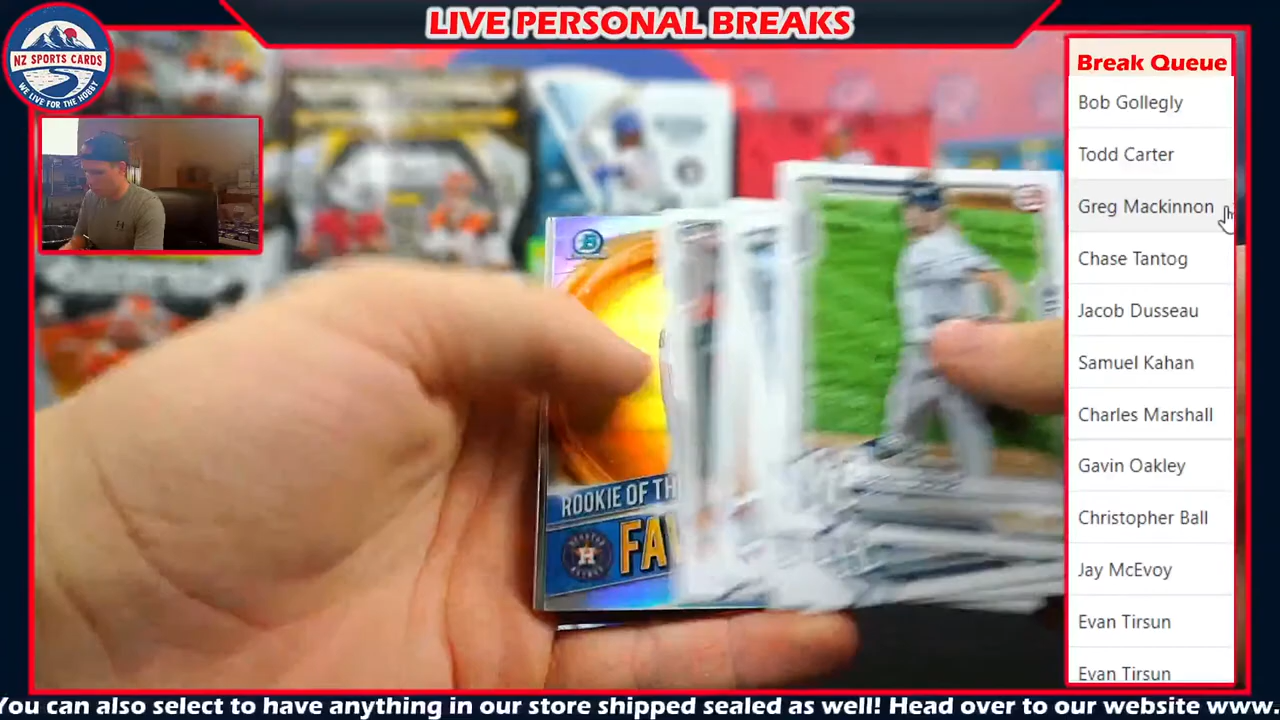 LIVE PERSONAL BREAKS
NZ SPORTS CARDS
WE LIVE FOR THE HOBBY
Break Queue
Bob Gollegly
Todd Carter
Greg Mackinnon
Chase Tantog
Jacob Dusseau
Samuel Kahan
Charles Marshall
Gavin Oakley
Christopher Ball
Jay McEvoy
Evan Tirsun
Evan Tirsun
B
ROOKIE OF TH
FA
You can also select to have anything in our store shipped sealed as well! Head over to our website www.